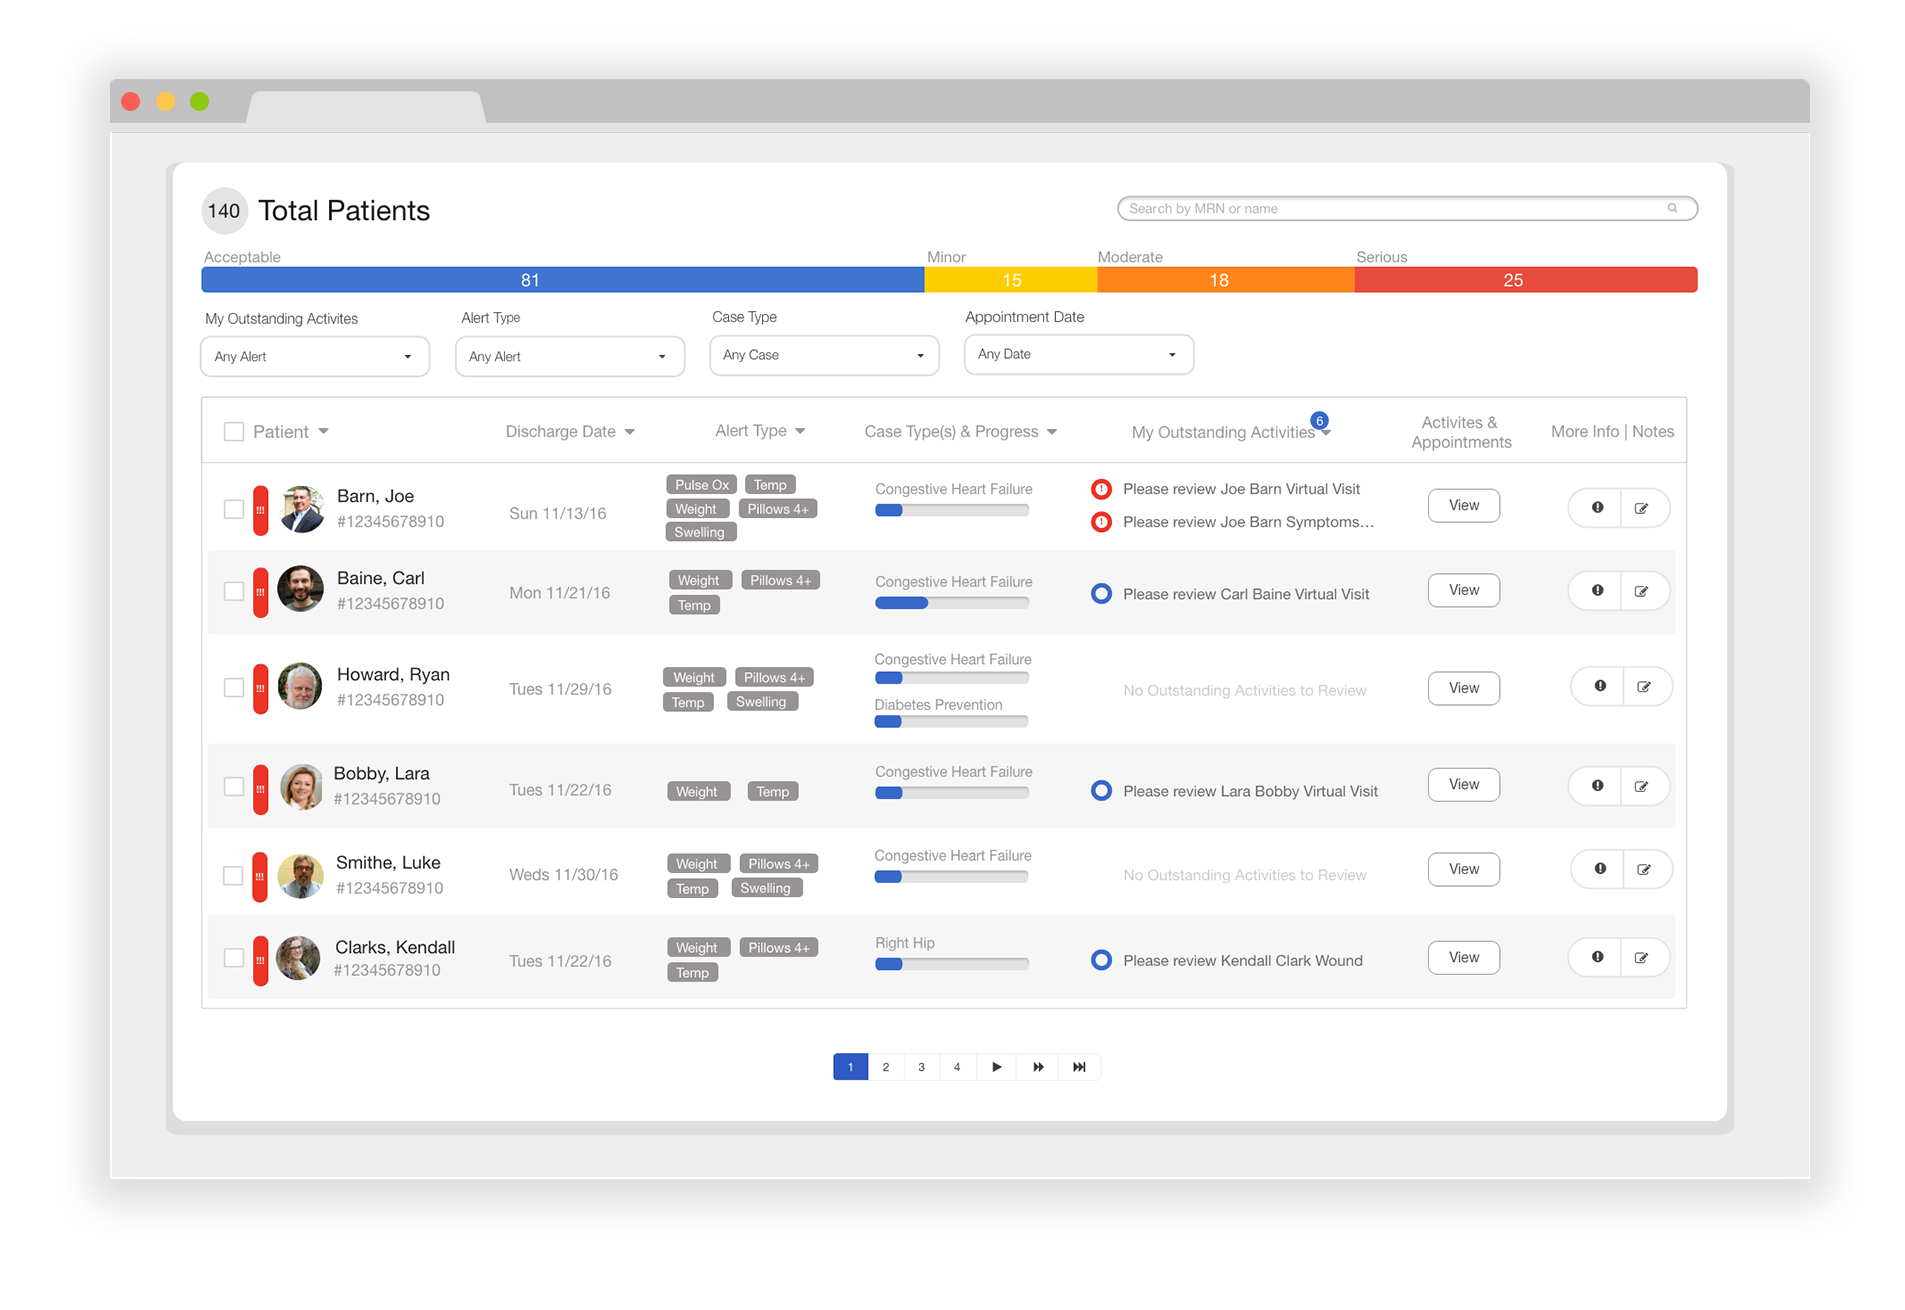 140 Total Patients
Search by MRN or name
Acceptable Minor Moderate Serious
81 15 18 25
My Outstanding Activites Alert Type Case Type Appointment Date
Any Alert Any Alert Any Case Any Date
Patient Discharge Date Alert Type Case Type(s) & Progress My Outstanding Activities 6 Activites & Appointments More Info | Notes
!!! Barn, Joe
#12345678910
Sun 11/13/16
Pulse Ox Temp
Weight Pillows 4+
Swelling
Congestive Heart Failure
! Please review Joe Barn Virtual Visit
! Please review Joe Barn Symptoms...
View
!!! Baine, Carl
#12345678910
Mon 11/21/16
Weight Pillows 4+
Temp
Congestive Heart Failure
Please review Carl Baine Virtual Visit
View
!!! Howard, Ryan
#12345678910
Tues 11/29/16
Weight Pillows 4+
Temp Swelling
Congestive Heart Failure
Diabetes Prevention
No Outstanding Activities to Review
View
!!! Bobby, Lara
#12345678910
Tues 11/22/16
Weight Temp
Congestive Heart Failure
Please review Lara Bobby Virtual Visit
View
!!! Smithe, Luke
#12345678910
Weds 11/30/16
Weight Pillows 4+
Temp Swelling
Congestive Heart Failure
No Outstanding Activities to Review
View
!!! Clarks, Kendall
#12345678910
Tues 11/22/16
Weight Pillows 4+
Temp
Right Hip
Please review Kendall Clark Wound
View
1 2 3 4